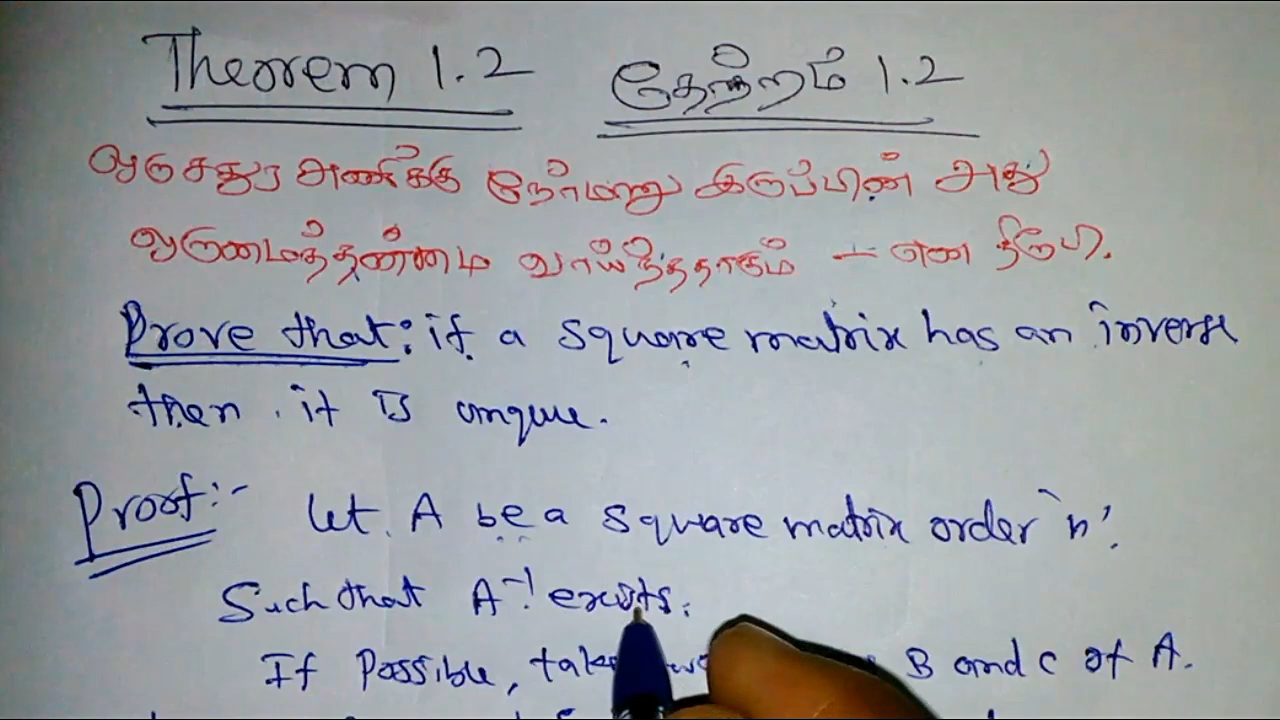 Theorem 1.2 தேற்றம் 1.2
ஒரு சதுர அணிக்கு நேர்மாறு இருப்பின் அது
ஒருமைத்தன்மை வாய்ந்ததாகும் - என நிரூபி.
Prove that: if a square matrix has an inverse
then it is unique.
Proof:- Let A be a square matrix order 'n'.
Such that A⁻¹ exists.
If Possible, take B and C of A.